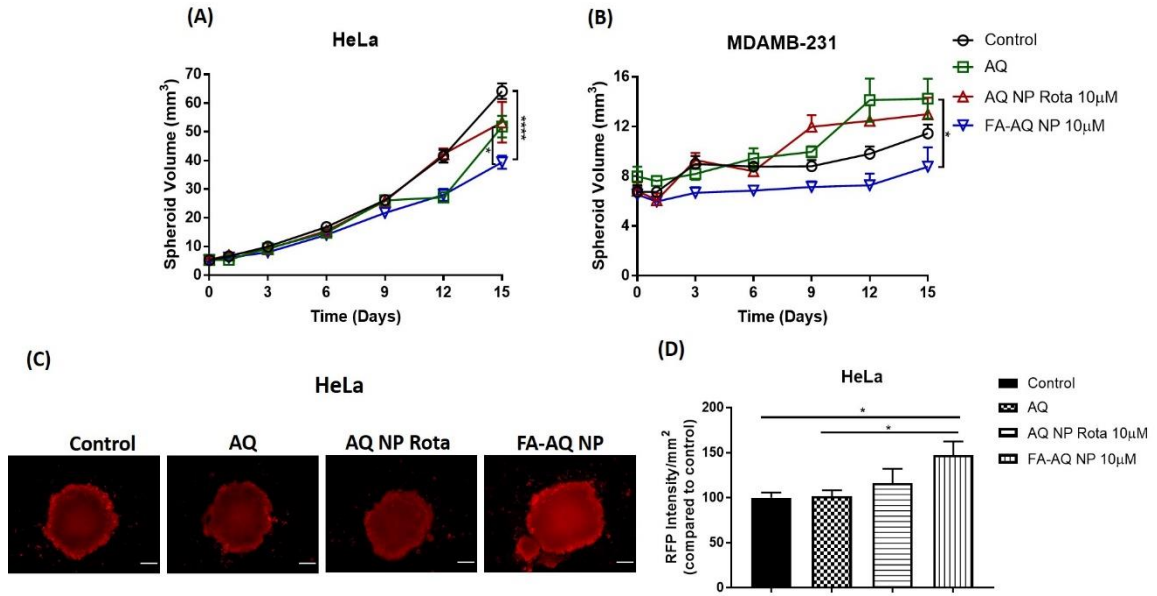 (A)
HeLa
Spheroid Volume (mm3)
70
60
50
40
30
20
10
0
0 3 6 9 12 15
Time (Days)
*
****
(B)
MDAMB-231
Spheroid Volume (mm3)
16
12
8
4
0
0 3 6 9 12 15
Time (Days)
*
Control
AQ
AQ NP Rota 10μM
FA-AQ NP 10μM
(C)
HeLa
Control AQ AQ NP Rota FA-AQ NP
(D)
HeLa
RFP Intensity/mm2
(compared to control)
200
150
100
50
0
*
*
Control
AQ
AQ NP Rota 10μM
FA-AQ NP 10μM